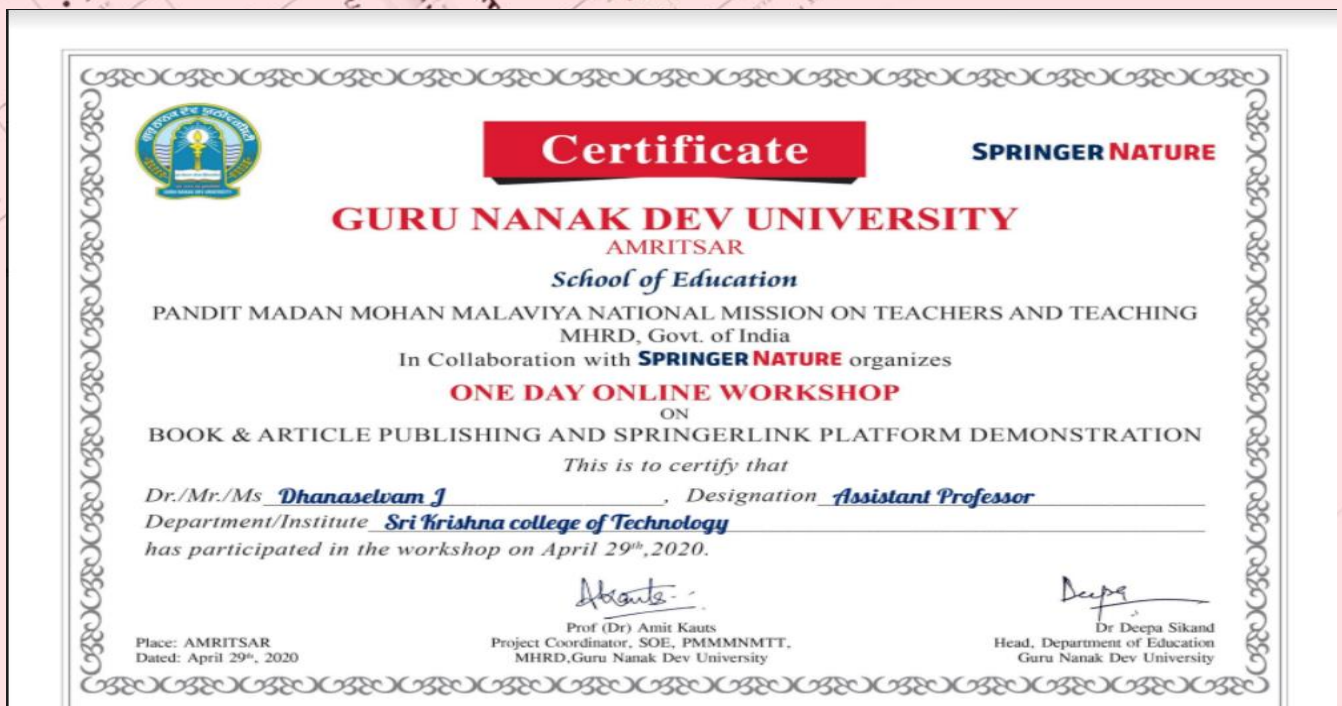 Certificate
SPRINGER NATURE
GURU NANAK DEV UNIVERSITY
AMRITSAR
School of Education
PANDIT MADAN MOHAN MALAVIYA NATIONAL MISSION ON TEACHERS AND TEACHING
MHRD, Govt. of India
In Collaboration with SPRINGER NATURE organizes
ONE DAY ONLINE WORKSHOP
ON
BOOK & ARTICLE PUBLISHING AND SPRINGERLINK PLATFORM DEMONSTRATION
This is to certify that
Dr./Mr./Ms Dhanaselvam J, Designation Assistant Professor
Department/Institute Sri Krishna college of Technology
has participated in the workshop on April 29th,2020.
Deepa
Prof (Dr) Amit Kauts
Project Coordinator, SOE, PMMMNMTT,
MHRD,Guru Nanak Dev University
Dr Deepa Sikand
Head, Department of Education
Guru Nanak Dev University
Place: AMRITSAR
Dated: April 29th, 2020